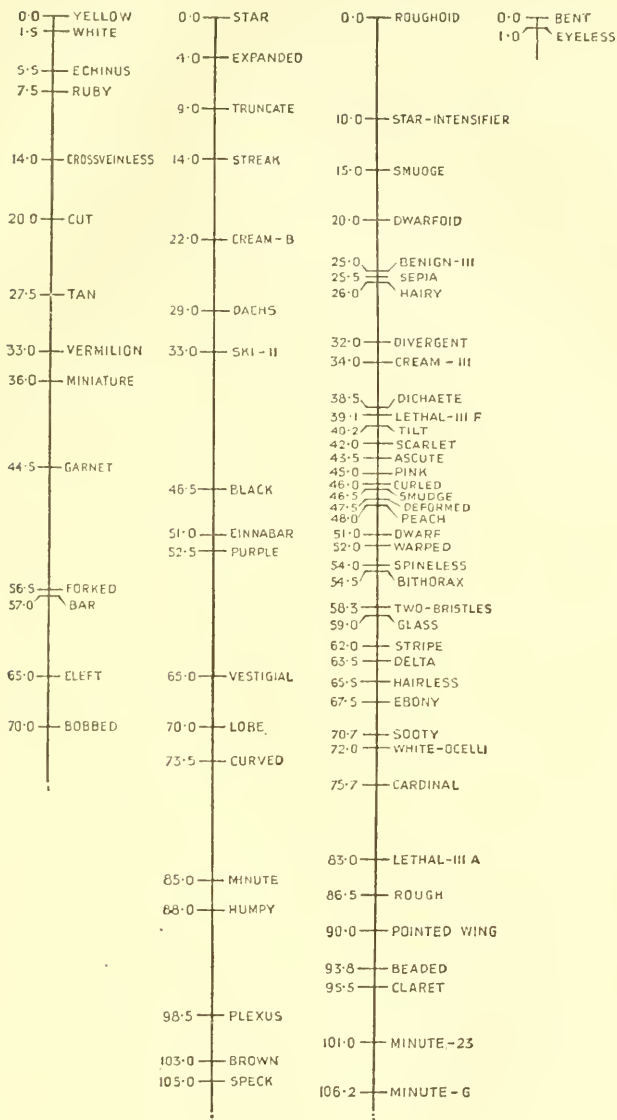 0·0 YELLOW
1·5 WHITE
5·5 ECHINUS
7·5 RUBY
14·0 CROSSVEINLESS
20 0 CUT
27·5 TAN
33·0 VERMILION
36·0 MINIATURE
44·5 GARNET
56·5 FORKED
57·0 BAR
65·0 CLEFT
70·0 BOBBED
0·0 STAR
4·0 EXPANDED
9·0 TRUNCATE
14·0 STREAK
22·0 CREAM-B
29·0 DACHS
33·0 SKI-II
46·5 BLACK
51·0 CINNABAR
52·5 PURPLE
65·0 VESTIGIAL
70·0 LOBE
73·5 CURVED
85·0 MINUTE
88·0 HUMPY
98·5 PLEXUS
103·0 BROWN
105·0 SPECK
0·0 ROUGHOID
10·0 STAR-INTENSIFIER
15·0 SMUDGE
20·0 DWARFOID
25·0 BENIGN-III
25·5 SEPIA
26·0 HAIRY
32·0 DIVERGENT
34·0 CREAM-III
38·5 DICHAETE
39·1 LETHAL-III F
40·2 TILT
42·0 SCARLET
43·5 ASCUTE
45·0 PINK
46·0 CURLED
46·5 SMUDGE
47·5 DEFORMED
48·0 PEACH
51·0 DWARF
52·0 WARPED
54·0 SPINELESS
54·5 BITHORAX
58·3 TWO-BRISTLES
59·0 GLASS
62·0 STRIPE
63·5 DELTA
65·5 HAIRLESS
67·5 EBONY
70·7 SOOTY
72·0 WHITE-OCELLI
75·7 CARDINAL
83·0 LETHAL-III A
86·5 ROUGH
90·0 POINTED WING
93·8 BEADED
95·5 CLARET
101·0 MINUTE-23
106·2 MINUTE-G
0·0 BENT
1·0 EYELESS